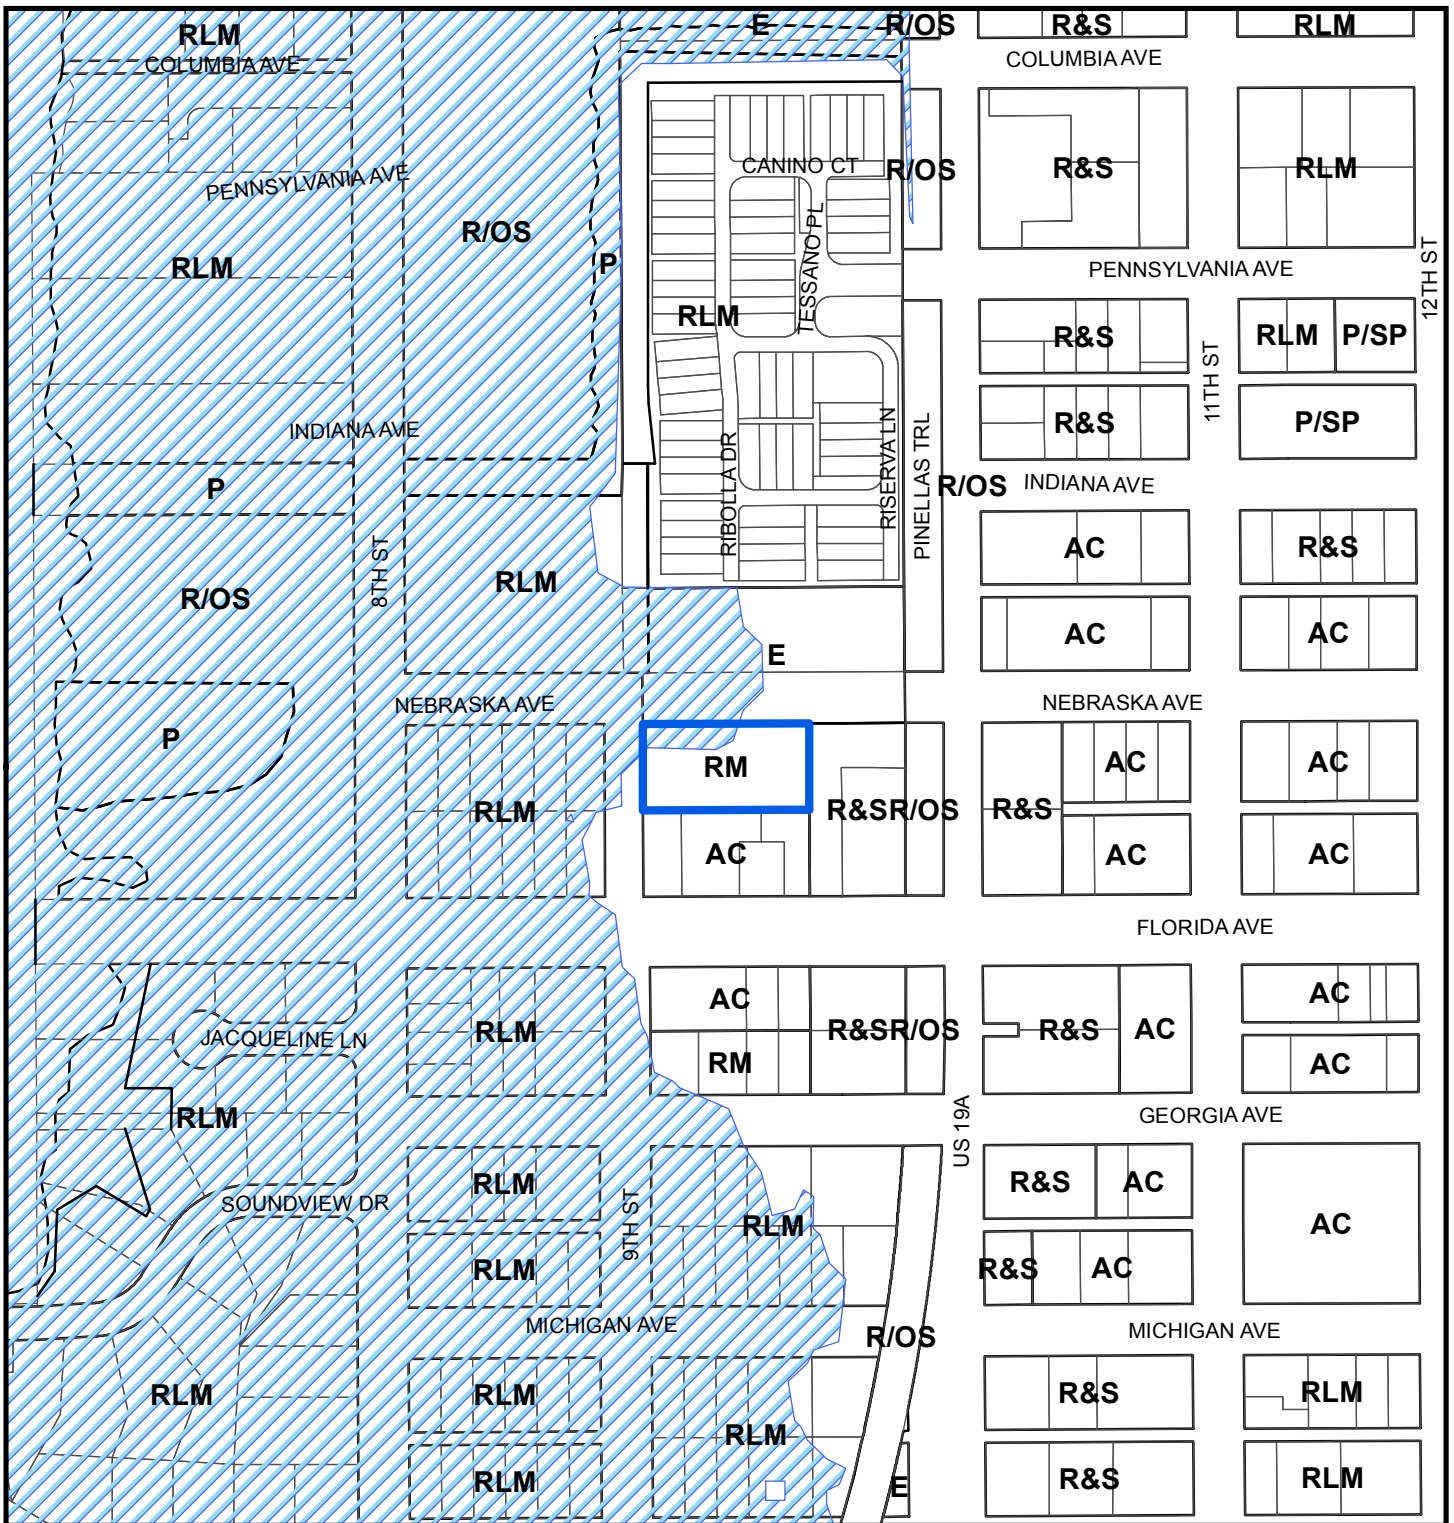 RLM
E
R/OS
R&S
RLM
COLUMBIA AVE
COLUMBIA AVE
CANINO CT
R/OS
R&S
RLM
PENNSYLVANIA AVE
R/OS
RLM
P
TESSANO PL
PENNSYLVANIA AVE
12TH ST
RLM
R&S
RLM
P/SP
11TH ST
INDIANA AVE
R&S
P/SP
P
RIBOLLA DR
RISERVA LN
PINELLAS TRL
R/OS
INDIANA AVE
AC
R&S
8TH ST
RLM
R/OS
AC
AC
E
NEBRASKA AVE
NEBRASKA AVE
P
RM
AC
AC
RLM
R&S
R/OS
R&S
AC
AC
AC
FLORIDA AVE
AC
AC
JACQUELINE LN
RLM
R&S
R/OS
R&S
AC
RM
AC
RLM
US 19A
GEORGIA AVE
RLM
R&S
AC
SOUNDVIEW DR
9TH ST
RLM
AC
RLM
R&S
AC
MICHIGAN AVE
R/OS
MICHIGAN AVE
RLM
RLM
R&S
RLM
RLM
RLM
E
R&S
RLM